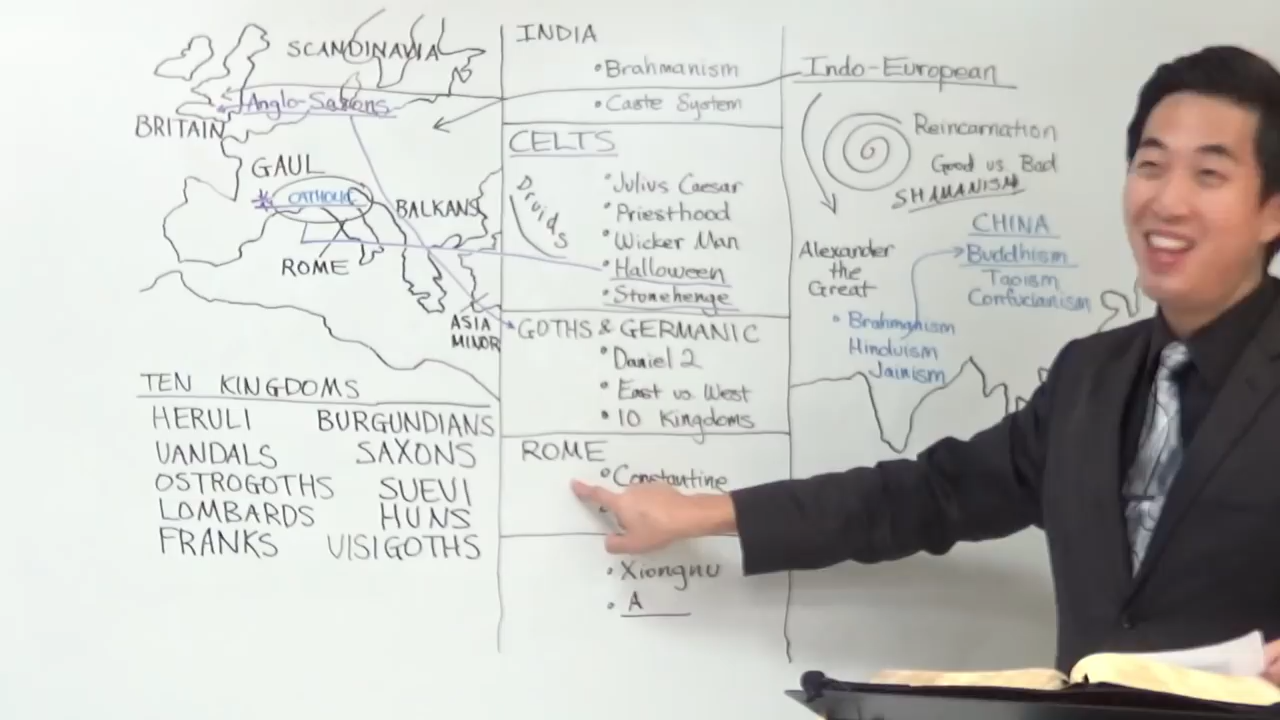 SCANDINAVIA
Anglo-Saxons
BRITAIN
GAUL
CATHOLIC
BALKANS
ROME
ASIA
MINOR
TEN KINGDOMS
HERULI BURGUNDIANS
VANDALS SAXONS
OSTROGOTHS SUEVI
LOMBARDS HUNS
FRANKS VISIGOTHS
INDIA
•Brahmanism
•Caste System
CELTS
Druids
•Julius Caesar
•Priesthood
•Wicker Man
•Halloween
•Stonehenge
GOTHS & GERMANIC
•Daniel 2
•East vs. West
•10 Kingdoms
ROME
•Constantine
•Xiongnu
•A
Indo-European
Reincarnation
Good vs. Bad
SHAMANISM
CHINA
Buddhism
Taoism
Confucianism
Alexander
the
Great
•Brahmanism
Hinduism
Jainism